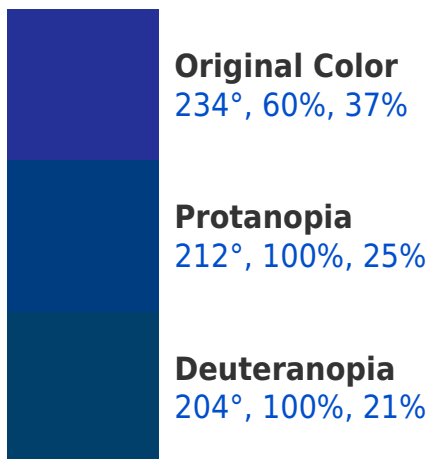 Original Color
234°, 60%, 37%
Protanopia
212°, 100%, 25%
Deuteranopia
204°, 100%, 21%